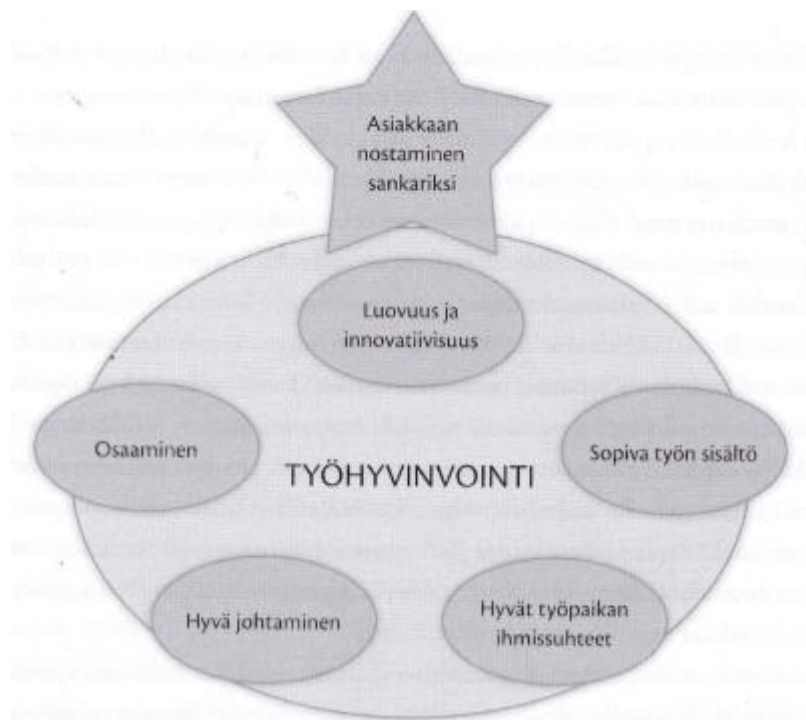 Asiakkaan
nostaminen
sankariksi
Luovuus ja
innovatiivisuus
Osaaminen
Sopiva työn sisältö
TYÖHYVINVOINTI
Hyvä johtaminen
Hyvät työpaikan
ihmissuhteet